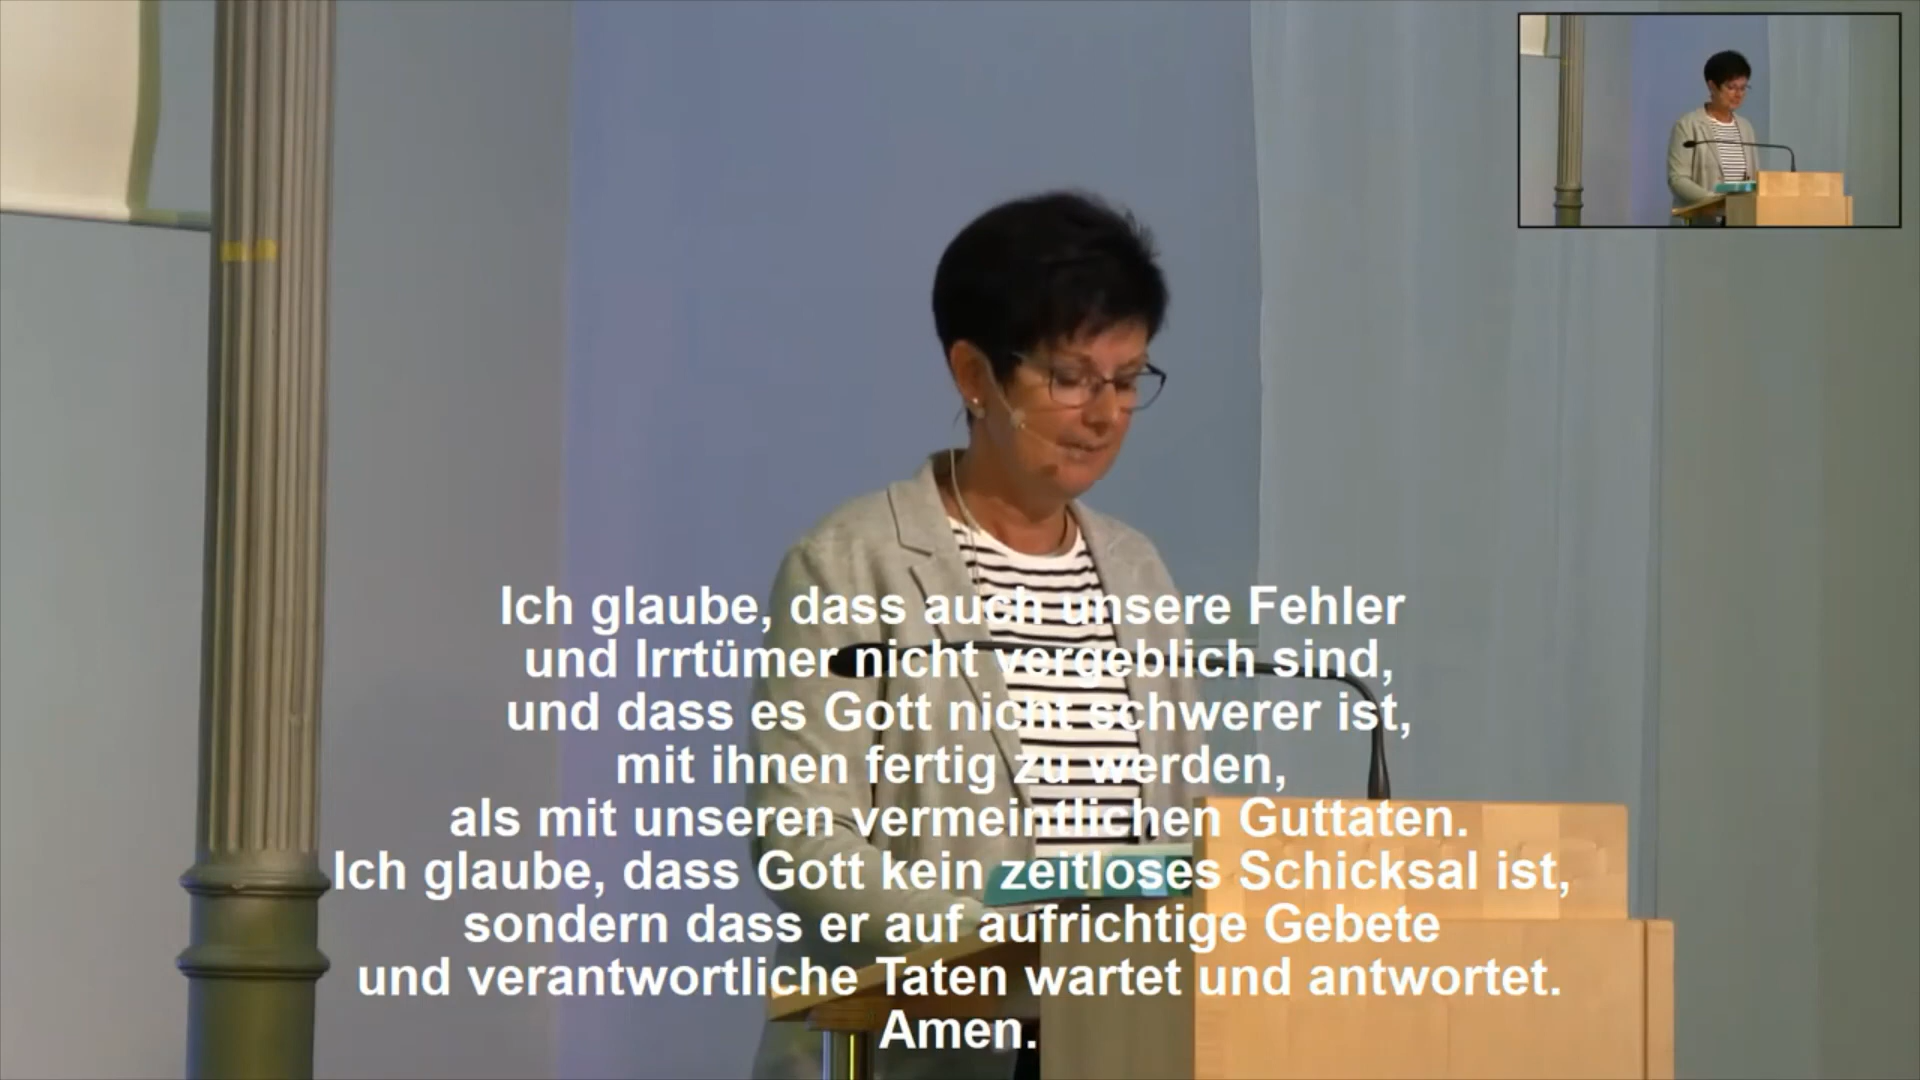 Ich glaube, dass auch unsere Fehler
und Irrtümer nicht vergeblich sind,
und dass es Gott nicht schwerer ist,
mit ihnen fertig zu werden,
als mit unseren vermeintlichen Guttaten.
Ich glaube, dass Gott kein zeitloses Schicksal ist,
sondern dass er auf aufrichtige Gebete
und verantwortliche Taten wartet und antwortet.
Amen.